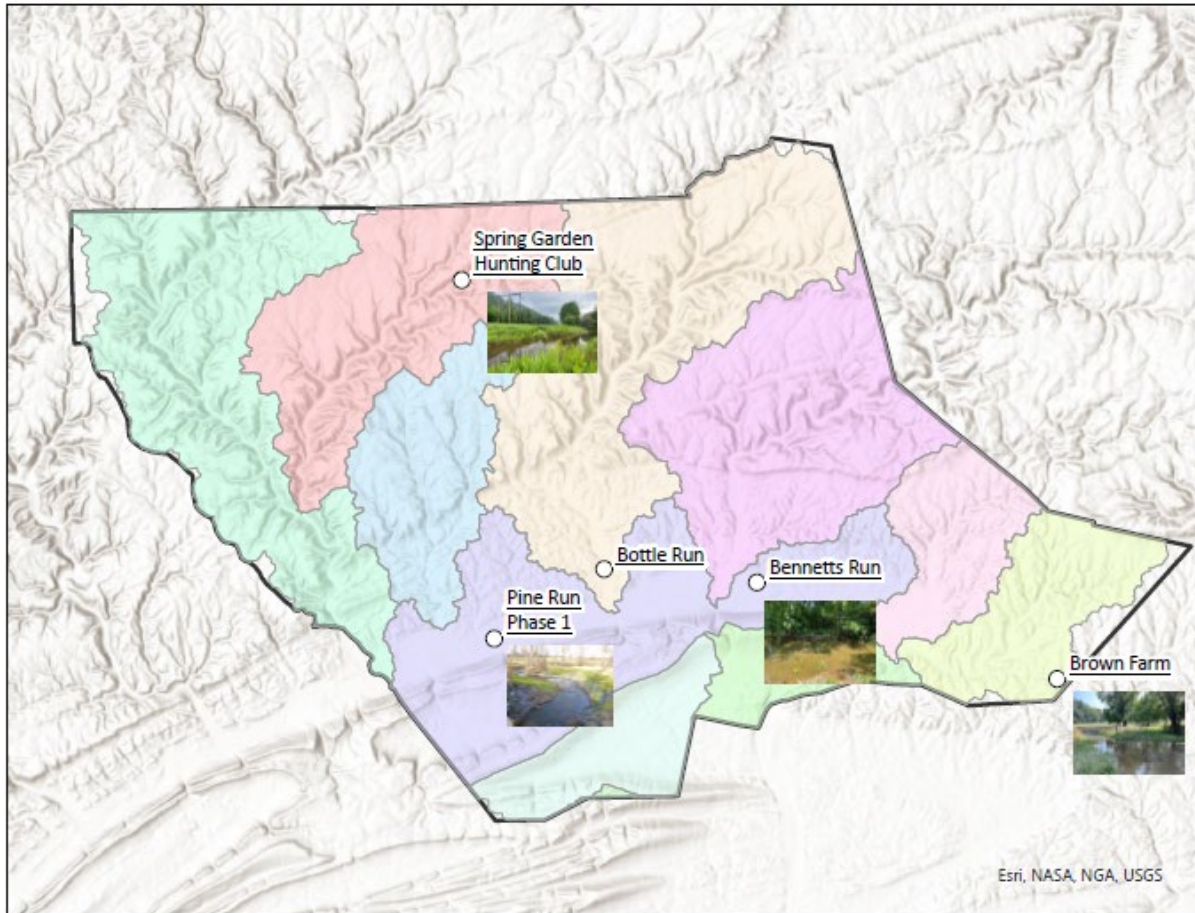 Spring Garden
Hunting Club
Bottle Run
Bennetts Run
Pine Run
Phase 1
Brown Farm
Esri, NASA, NGA, USGS